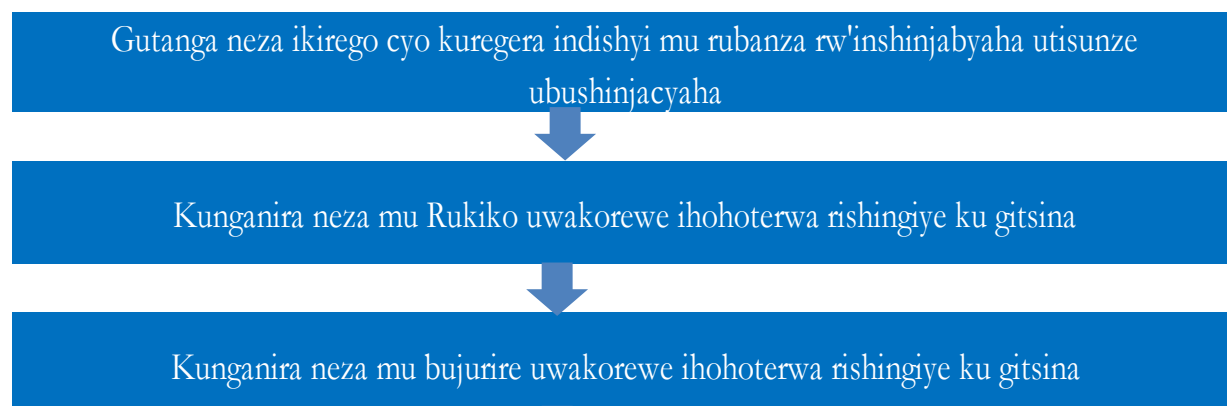 Gutanga neza ikirego cyo kuregera indishyi mu rubanza rw'inshinjabyaha utisunze
ubushinjacyaha
Kunganira neza mu Rukiko uwakorewe ihohoterwa rishingiye ku gitsina
Kunganira neza mu bujurire uwakorewe ihohoterwa rishingiye ku gitsina